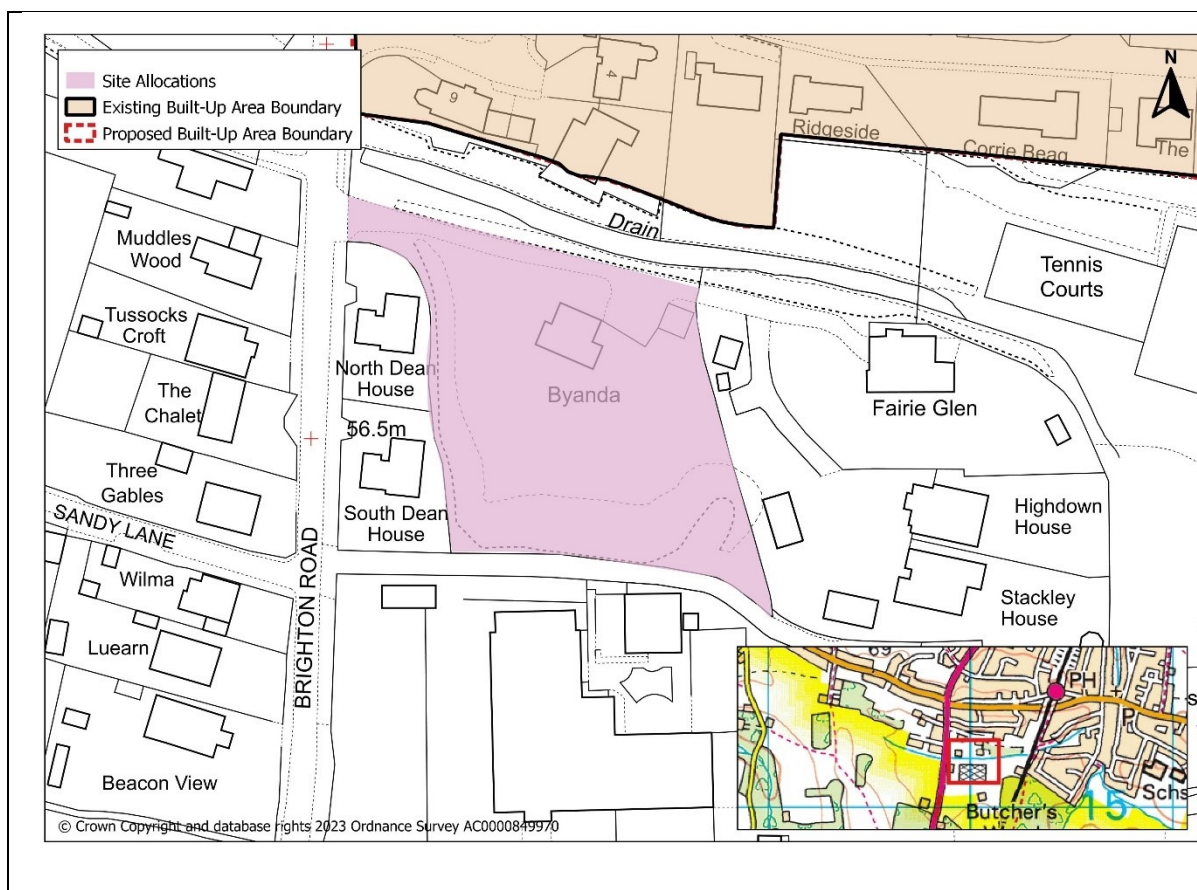 Site Allocations
Existing Built-Up Area Boundary
Proposed Built-Up Area Boundary
N
4
9
Ridgeside
Corrie Beag
The
Drain
Tennis
Courts
Muddles
Wood
Tussocks
Croft
The
Chalet
Three
Gables
SANDY LANE
Wilma
Luearn
Beacon View
BRIGHTON ROAD
North Dean
House
56.5m
South Dean
House
Byanda
Fairie Glen
Highdown
House
Stackley
House
PH
P
Schs
Butcher's
15
© Crown Copyright and database rights 2023 Ordnance Survey AC0000849970